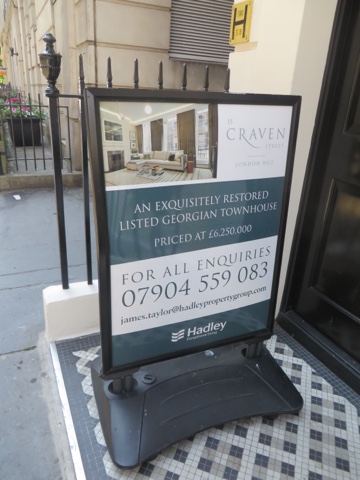 H
CRAVEN
STREET
LONDON WC2
AN EXQUISITELY RESTORED
LISTED GEORGIAN TOWNHOUSE
PRICED AT £6,250,000
FOR ALL ENQUIRIES
07904 559 083
james.taylor@hadleypropertygroup.com
Hadley